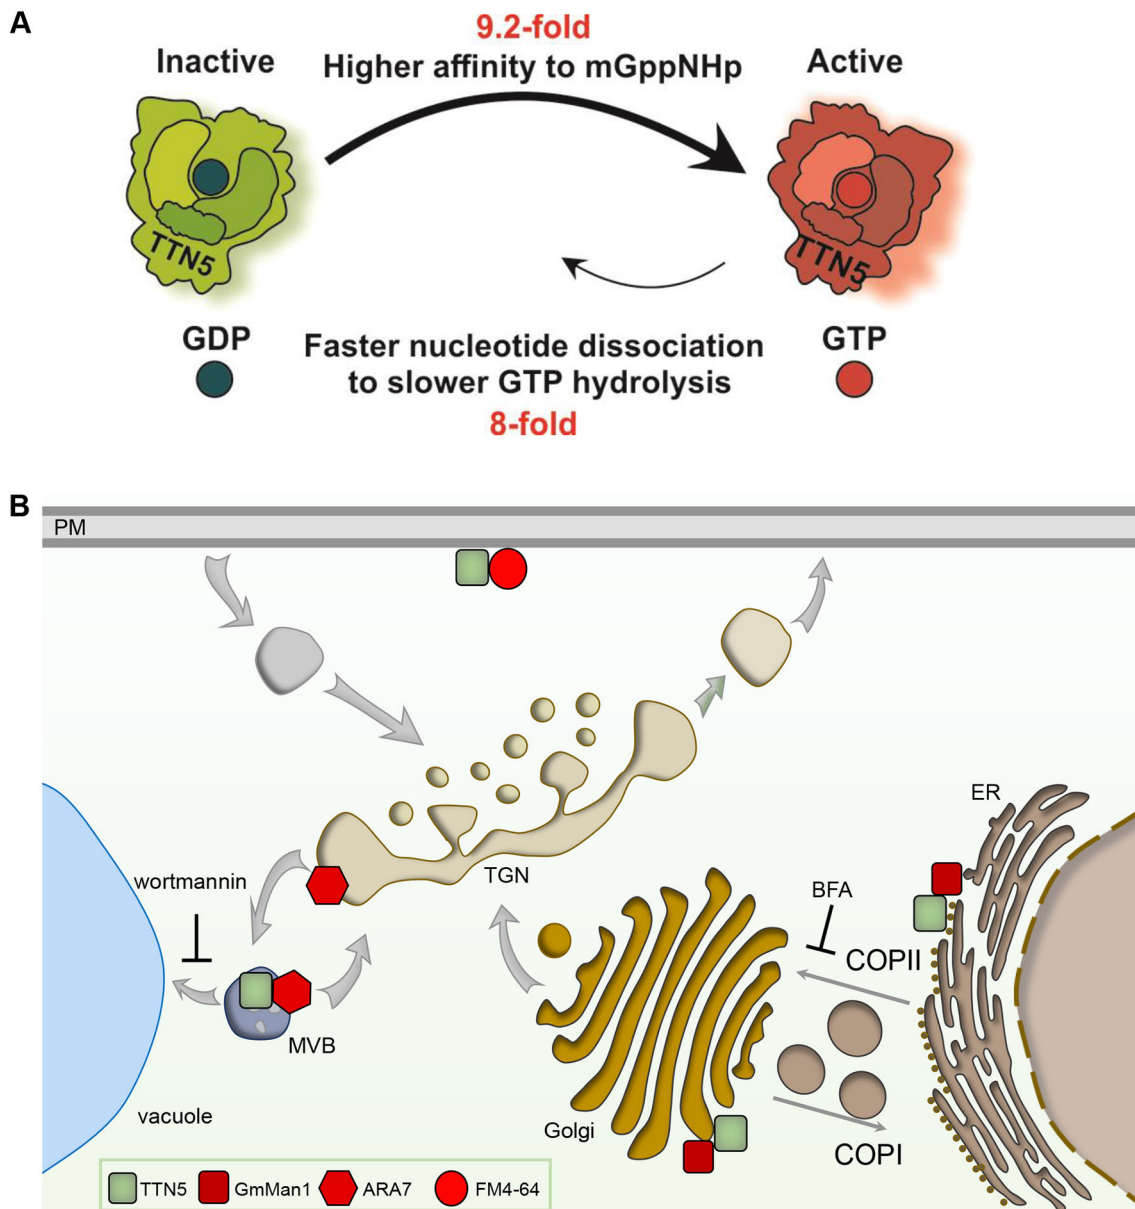 A
9.2-fold
Inactive
Higher affinity to mGppNHp
Active
TTN5
TTN5
GDP
GTP
Faster nucleotide dissociation
to slower GTP hydrolysis
8-fold
B
PM
ER
wortmannin
TGN
BFA
COPII
MVB
vacuole
Golgi
COPI
TTN5 GmMan1 ARA7 FM4-64